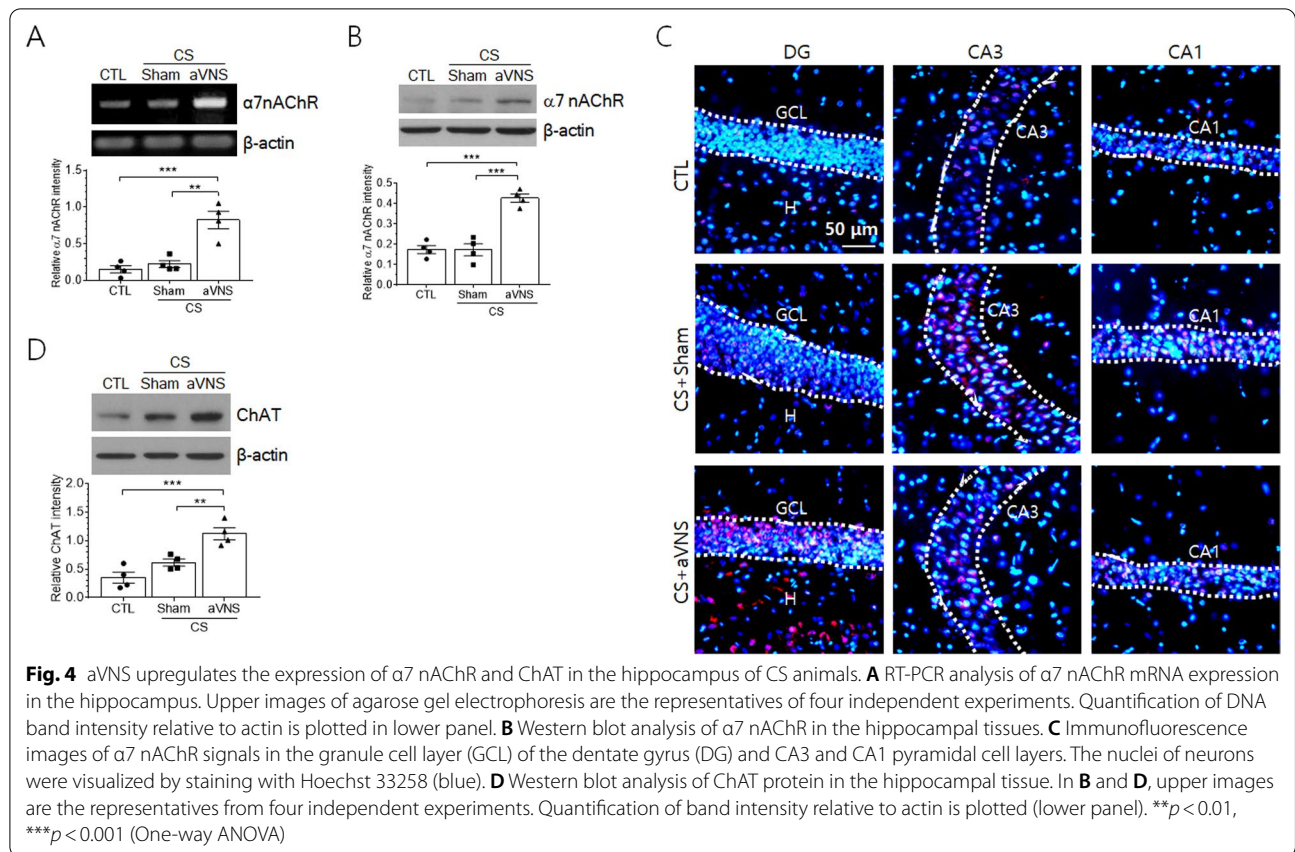 A
CS
CTL Sham aVNS
α7nAChR
β-actin
Relative α7 nAChR intensity
1.5
1.0
0.5
0.0
***
**
CTL Sham aVNS
CS
B
CS
CTL Sham aVNS
α7 nAChR
β-actin
Relative α7 nAChR intensity
0.5
0.4
0.3
0.2
0.1
0.0
***
***
CTL Sham aVNS
CS
C
DG CA3 CA1
CTL
GCL
H
50 μm
CA3
CA1
CS+Sham
GCL
H
CA3
CA1
CS+aVNS
GCL
H
CA3
CA1
D
CS
CTL Sham aVNS
ChAT
β-actin
Relative ChAT intensity
2.0
1.5
1.0
0.5
0.0
***
**
CTL Sham aVNS
CS
Fig. 4 aVNS upregulates the expression of α7 nAChR and ChAT in the hippocampus of CS animals. A RT-PCR analysis of α7 nAChR mRNA expression
in the hippocampus. Upper images of agarose gel electrophoresis are the representatives of four independent experiments. Quantification of DNA
band intensity relative to actin is plotted in lower panel. B Western blot analysis of α7 nAChR in the hippocampal tissues. C Immunofluorescence
images of α7 nAChR signals in the granule cell layer (GCL) of the dentate gyrus (DG) and CA3 and CA1 pyramidal cell layers. The nuclei of neurons
were visualized by staining with Hoechst 33258 (blue). D Western blot analysis of ChAT protein in the hippocampal tissue. In B and D, upper images
are the representatives from four independent experiments. Quantification of band intensity relative to actin is plotted (lower panel). **p < 0.01,
***p < 0.001 (One-way ANOVA)